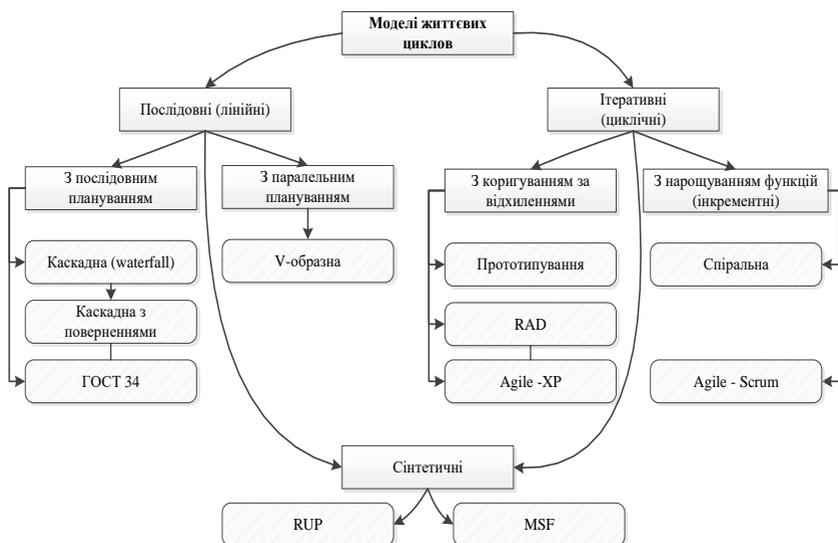 Моделі життєвих
циклов
Послідовні (лінійні)
Ітеративні
(циклічні)
З послідовним
плануванням
З паралельним
плануванням
З коригуванням за
відхиленнями
З нарощуванням функцій
(інкрементні)
Каскадна (waterfall)
V-образна
Прототипування
Спіральна
Каскадна з
поверненнями
RAD
ГОСТ 34
Agile -XP
Agile - Scrum
Сінтетичні
RUP
MSF